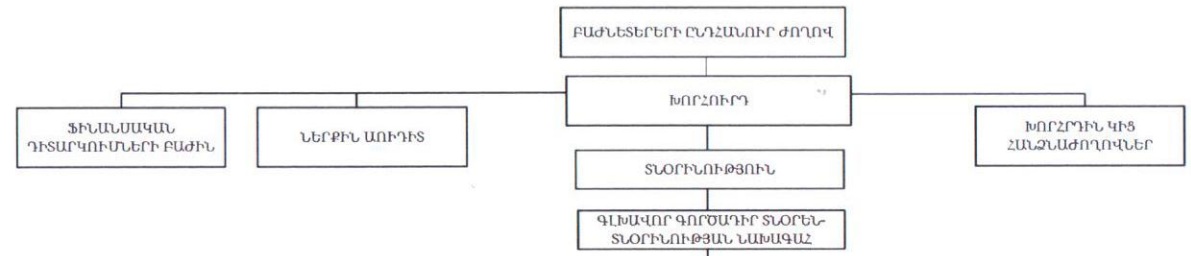 ԲԱԺՆԵՏԵՐԵՐԻ ԸՆԴՀԱՆՈՒՐ ԺՈՂՈՎ
ԽՈՐՀՈՒՐԴ
ՖԻՆԱՆՍԱԿԱՆ
ԴԻՏԱՐԿՈՒՄՆԵՐԻ ԲԱԺԻՆ
ՆԵՐՔԻՆ ԱՈՒԴԻՏ
ԽՈՐՀՐԴԻՆ ԿԻՑ
ՀԱՆՁՆԱԺՈՂՈՎՆԵՐ
ՏՆՕՐԻՆՈՒԹՅՈՒՆ
ԳԼԽԱՎՈՐ ԳՈՐԾԱԴԻՐ ՏՆՕՐԵՆ-
ՏՆՕՐԻՆՈՒԹՅԱՆ ՆԱԽԱԳԱՀ